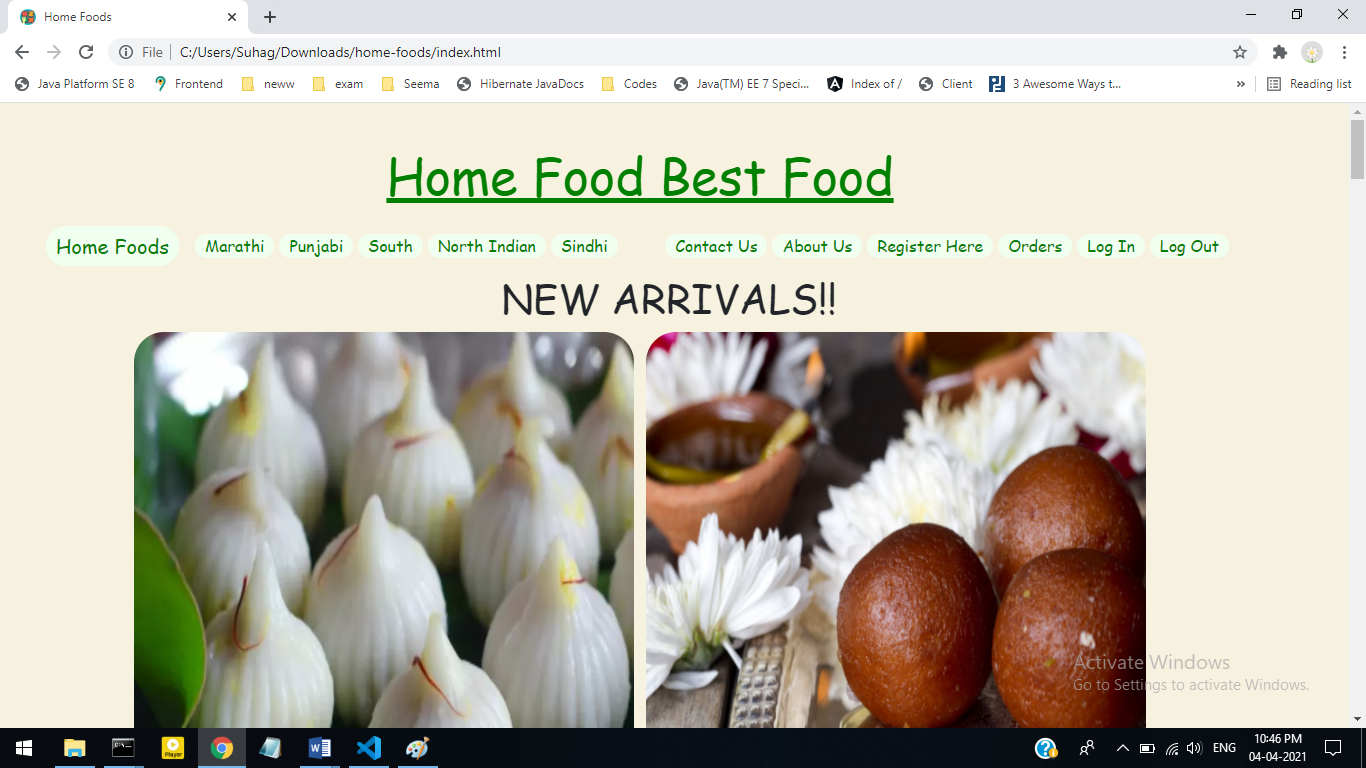 Home Foods
File C:/Users/Suhag/Downloads/home-foods/index.html
Java Platform SE 8 Frontend neww exam Seema Hibernate JavaDocs Codes Java(TM) EE 7 Speci... Index of / Client 3 Awesome Ways t... » Reading list
Home Food Best Food
Home Foods Marathi Punjabi South North Indian Sindhi Contact Us About Us Register Here Orders Log In Log Out
NEW ARRIVALS!!
Activate Windows
Go to Settings to activate Windows.
Player
ENG
10:46 PM
04-04-2021